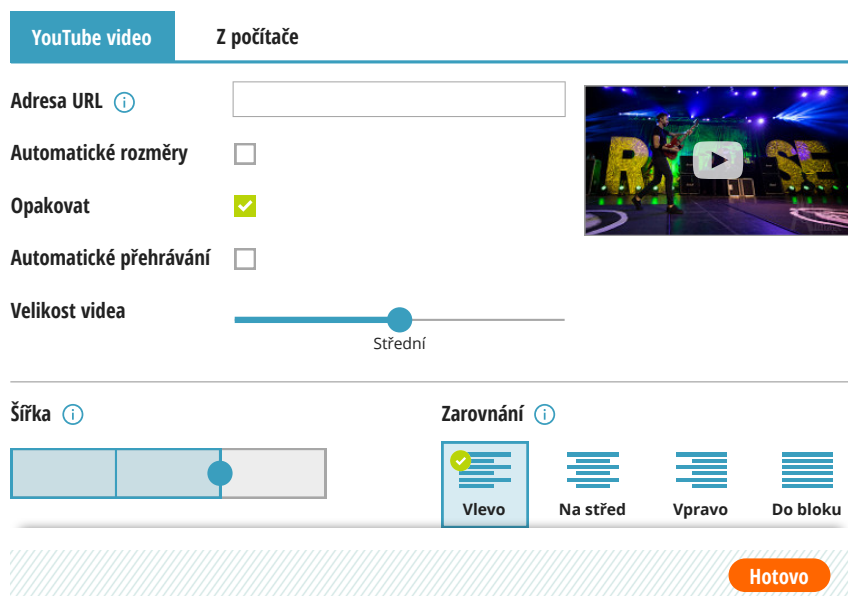 YouTube video
Z počítače
Adresa URL
Automatické rozměry
Opakovat
Automatické přehrávání
Velikost videa
Střední
Šířka
Zarovnání
Vlevo
Na střed
Vpravo
Do bloku
Hotovo